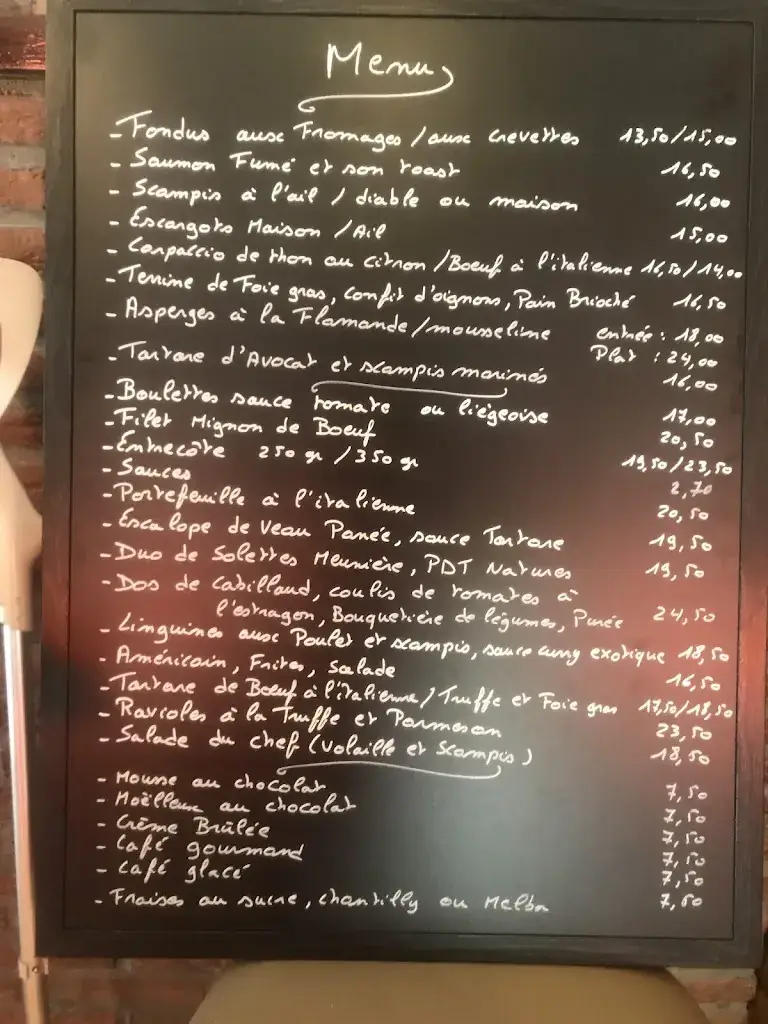 Menu
- Fondus aux Fromages / aux crevettes 13,50/15,00
- Saumon Fumé et son toast 16,50
- Scampis à l'ail / diable ou maison 16,00
- Escargots Maison / Ail 15,00
- Carpaccio de thon au citron / Boeuf à l'italienne 16,50/14,00
- Terrine de Foie gras, confit d'oignons, Pain Brioché 16,50
- Asperges à la Flamande/mousseline entrée : 18,00
Plat : 24,00
- Tartare d'Avocat et scampis marinés 16,00
- Boulettes sauce tomate ou liégeoise 17,00
- Filet Mignon de Boeuf 20,50
- Entrecôte 250 gr / 350 gr 19,50/23,50
- Sauces 2,70
- Portefeuille à l'italienne 20,50
- Escalope de Veau Panée, sauce Tartare 19,50
- Duo de Solettes Meunière, PDT Natures 19,50
- Dos de Cabillaud, coulis de tomates à
l'estragon, Bouquetière de légumes, Purée 24,50
- Linguines aux Poulet et scampis, sauce curry exotique 18,50
- Américain, Frites, Salade 16,50
- Tartare de Boeuf à l'italienne / Truffe et Foie gras 17,50/18,50
- Ravioles à la Truffe et Parmesan 23,50
- Salade du chef (Volaille et Scampis) 18,50
- Mousse au chocolat 7,50
- Moëlleux au chocolat 7,50
- Crème Brûlée 7,50
- Café gourmand 7,50
- Café glacé 7,50
- Fraises au sucre, chantilly ou Melba 7,50